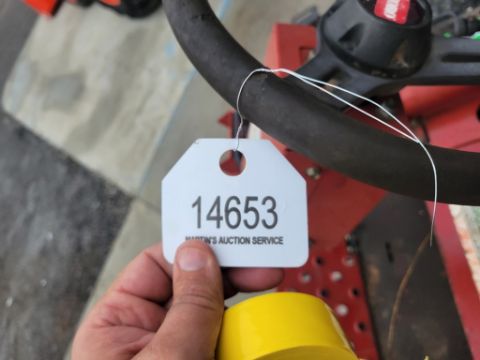 14653
MARTIN'S AUCTION SERVICE